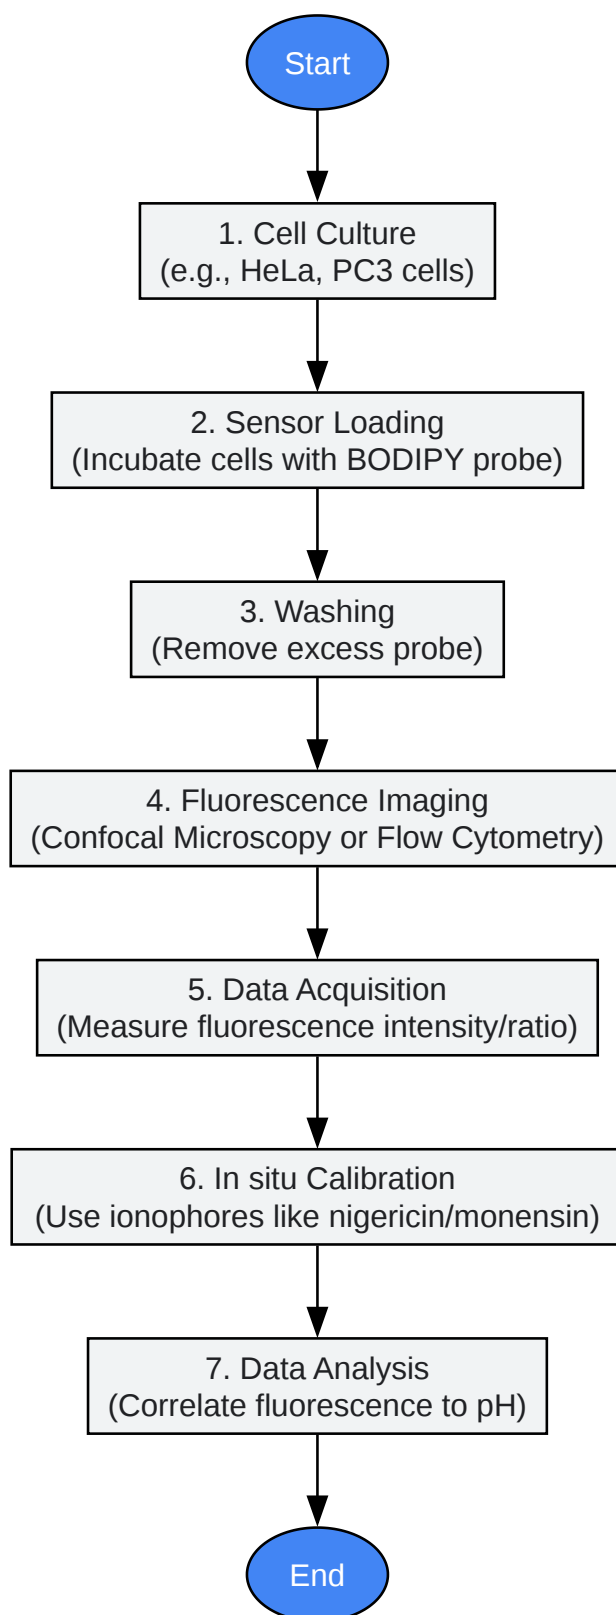 Start
1. Cell Culture
(e.g., HeLa, PC3 cells)
2. Sensor Loading
(Incubate cells with BODIPY probe)
3. Washing
(Remove excess probe)
4. Fluorescence Imaging
(Confocal Microscopy or Flow Cytometry)
5. Data Acquisition
(Measure fluorescence intensity/ratio)
6. In situ Calibration
(Use ionophores like nigericin/monensin)
7. Data Analysis
(Correlate fluorescence to pH)
End